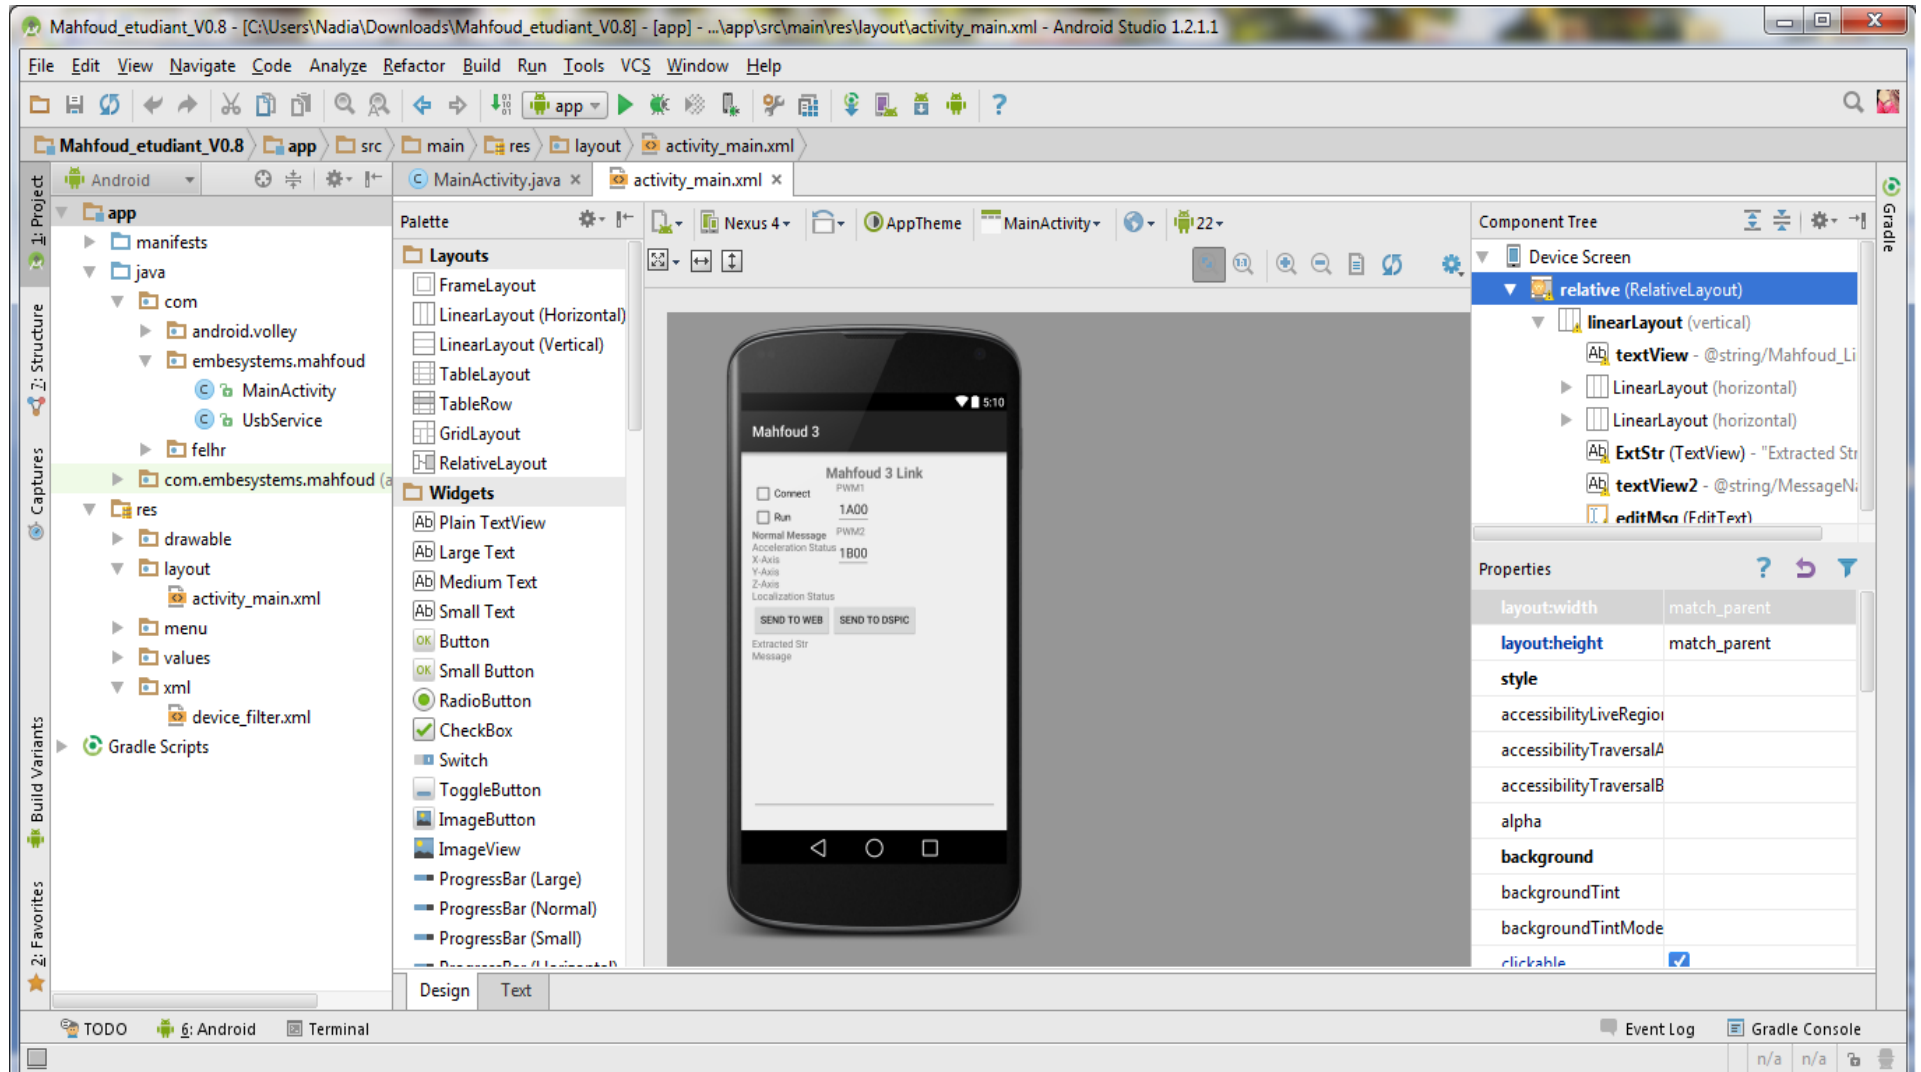 Mahfoud_etudiant_V0.8 - [C:\Users\Nadia\Downloads\Mahfoud_etudiant_V0.8] - [app] - ...\app\src\main\res\layout\activity_main.xml - Android Studio 1.2.1.1
File Edit View Navigate Code Analyze Refactor Build Run Tools VCS Window Help
app
Mahfoud_etudiant_V0.8 app src main res layout activity_main.xml
1: Project
7: Structure
Captures
Build Variants
2: Favorites
Android
app
manifests
java
com
android.volley
embesystems.mahfoud
MainActivity
UsbService
felhr
com.embesystems.mahfoud (a
res
drawable
layout
activity_main.xml
menu
values
xml
device_filter.xml
Gradle Scripts
MainActivity.java activity_main.xml
Palette
Layouts
FrameLayout
LinearLayout (Horizontal)
LinearLayout (Vertical)
TableLayout
TableRow
GridLayout
RelativeLayout
Widgets
Plain TextView
Large Text
Medium Text
Small Text
Button
Small Button
RadioButton
CheckBox
Switch
ToggleButton
ImageButton
ImageView
ProgressBar (Large)
ProgressBar (Normal)
ProgressBar (Small)
ProgressBar (Horizontal)
Nexus 4 AppTheme MainActivity 22
5:10
Mahfoud 3
Mahfoud 3 Link
Connect
PWM1
Run
1A00
Normal Message
PWM2
Acceleration Status
1B00
X-Axis
Y-Axis
Z-Axis
Localization Status
SEND TO WEB SEND TO DSPIC
Extracted Str
Message
Design Text
Component Tree
Device Screen
relative (RelativeLayout)
linearLayout (vertical)
textView - @string/Mahfoud_Li
LinearLayout (horizontal)
LinearLayout (horizontal)
ExtStr (TextView) - "Extracted Str
textView2 - @string/MessageNa
editMsg (EditText)
Properties
layout:width match_parent
layout:height match_parent
style
accessibilityLiveRegion
accessibilityTraversalA
accessibilityTraversalB
alpha
background
backgroundTint
backgroundTintMode
clickable
Gradle
TODO 6: Android Terminal Event Log Gradle Console
n/a n/a